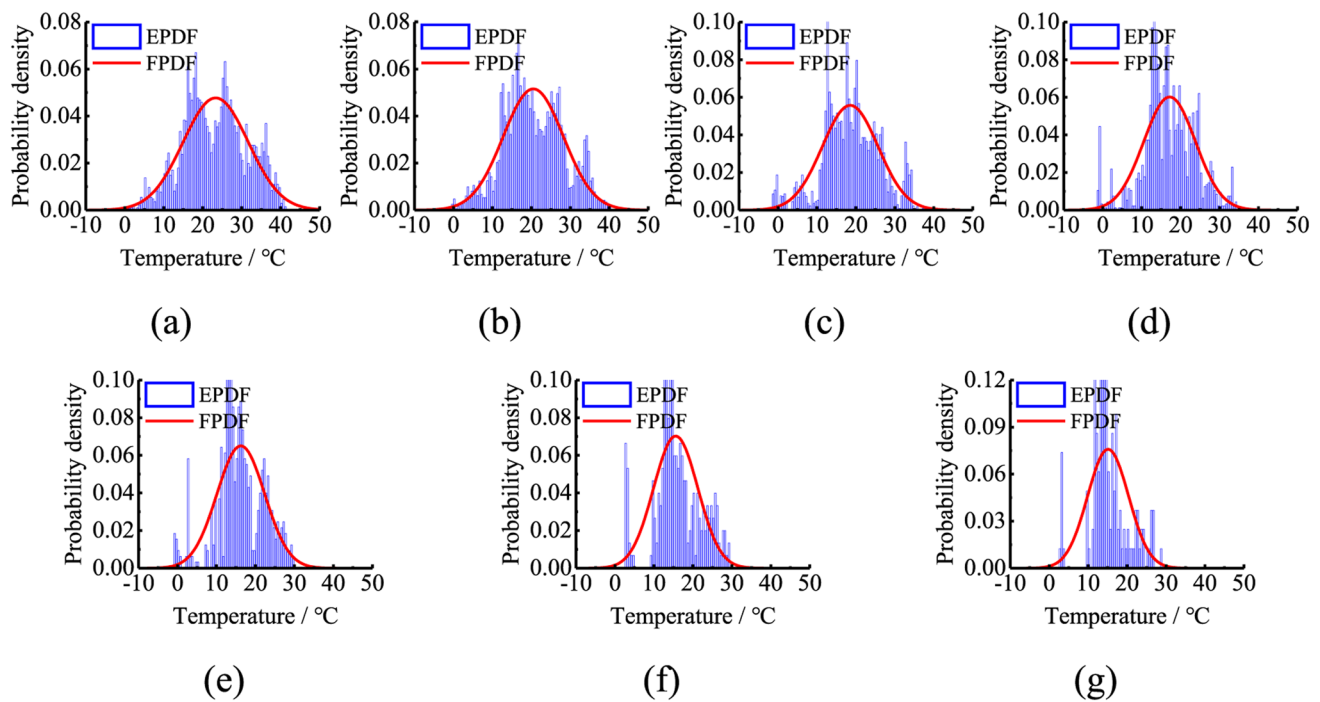 Probability density
0.08
0.06
0.04
0.02
0.00
EPDF
FPDF
-10 0 10 20 30 40 50
Temperature / °C
(a)
Probability density
0.08
0.06
0.04
0.02
0.00
EPDF
FPDF
-10 0 10 20 30 40 50
Temperature / °C
(b)
Probability density
0.10
0.08
0.06
0.04
0.02
0.00
EPDF
FPDF
-10 0 10 20 30 40 50
Temperature / °C
(c)
Probability density
0.10
0.08
0.06
0.04
0.02
0.00
EPDF
FPDF
-10 0 10 20 30 40 50
Temperature / °C
(d)
Probability density
0.10
0.08
0.06
0.04
0.02
0.00
EPDF
FPDF
-10 0 10 20 30 40 50
Temperature / °C
(e)
Probability density
0.10
0.08
0.06
0.04
0.02
0.00
EPDF
FPDF
-10 0 10 20 30 40 50
Temperature / °C
(f)
Probability density
0.12
0.09
0.06
0.03
0.00
EPDF
FPDF
-10 0 10 20 30 40 50
Temperature / °C
(g)